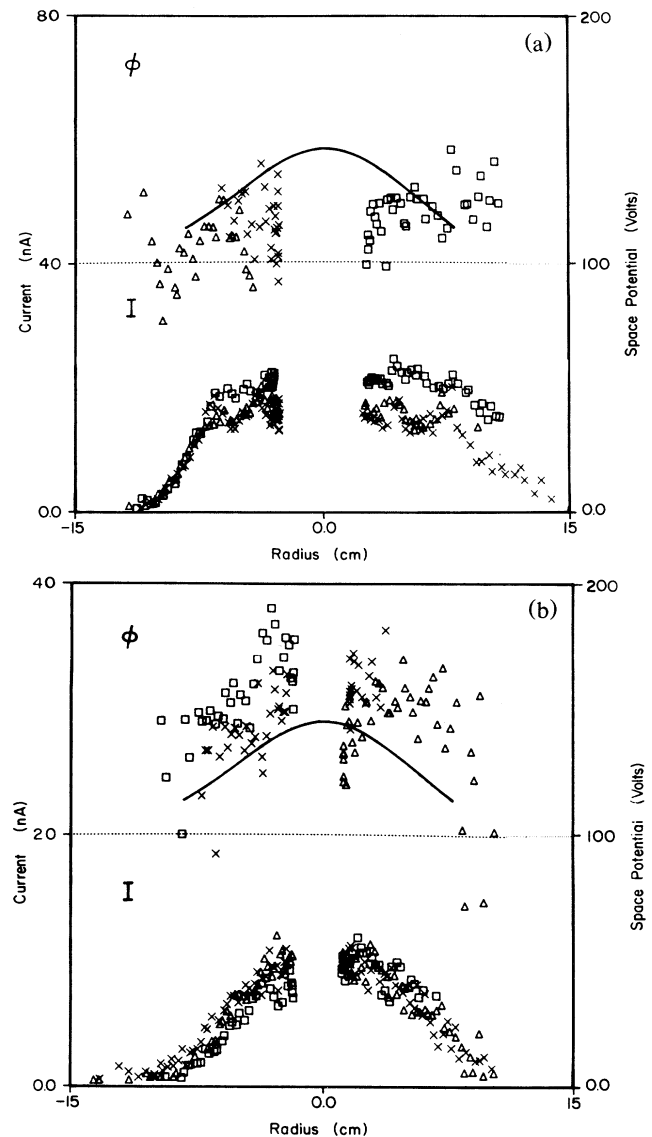 80
200
(a)
ϕ
Current (nA)
40
100
Space Potential (Volts)
I
0.0
0.0
-15
0.0
15
Radius (cm)
40
200
(b)
ϕ
Current (nA)
20
100
Space Potential (Volts)
I
0.0
0.0
-15
0.0
15
Radius (cm)